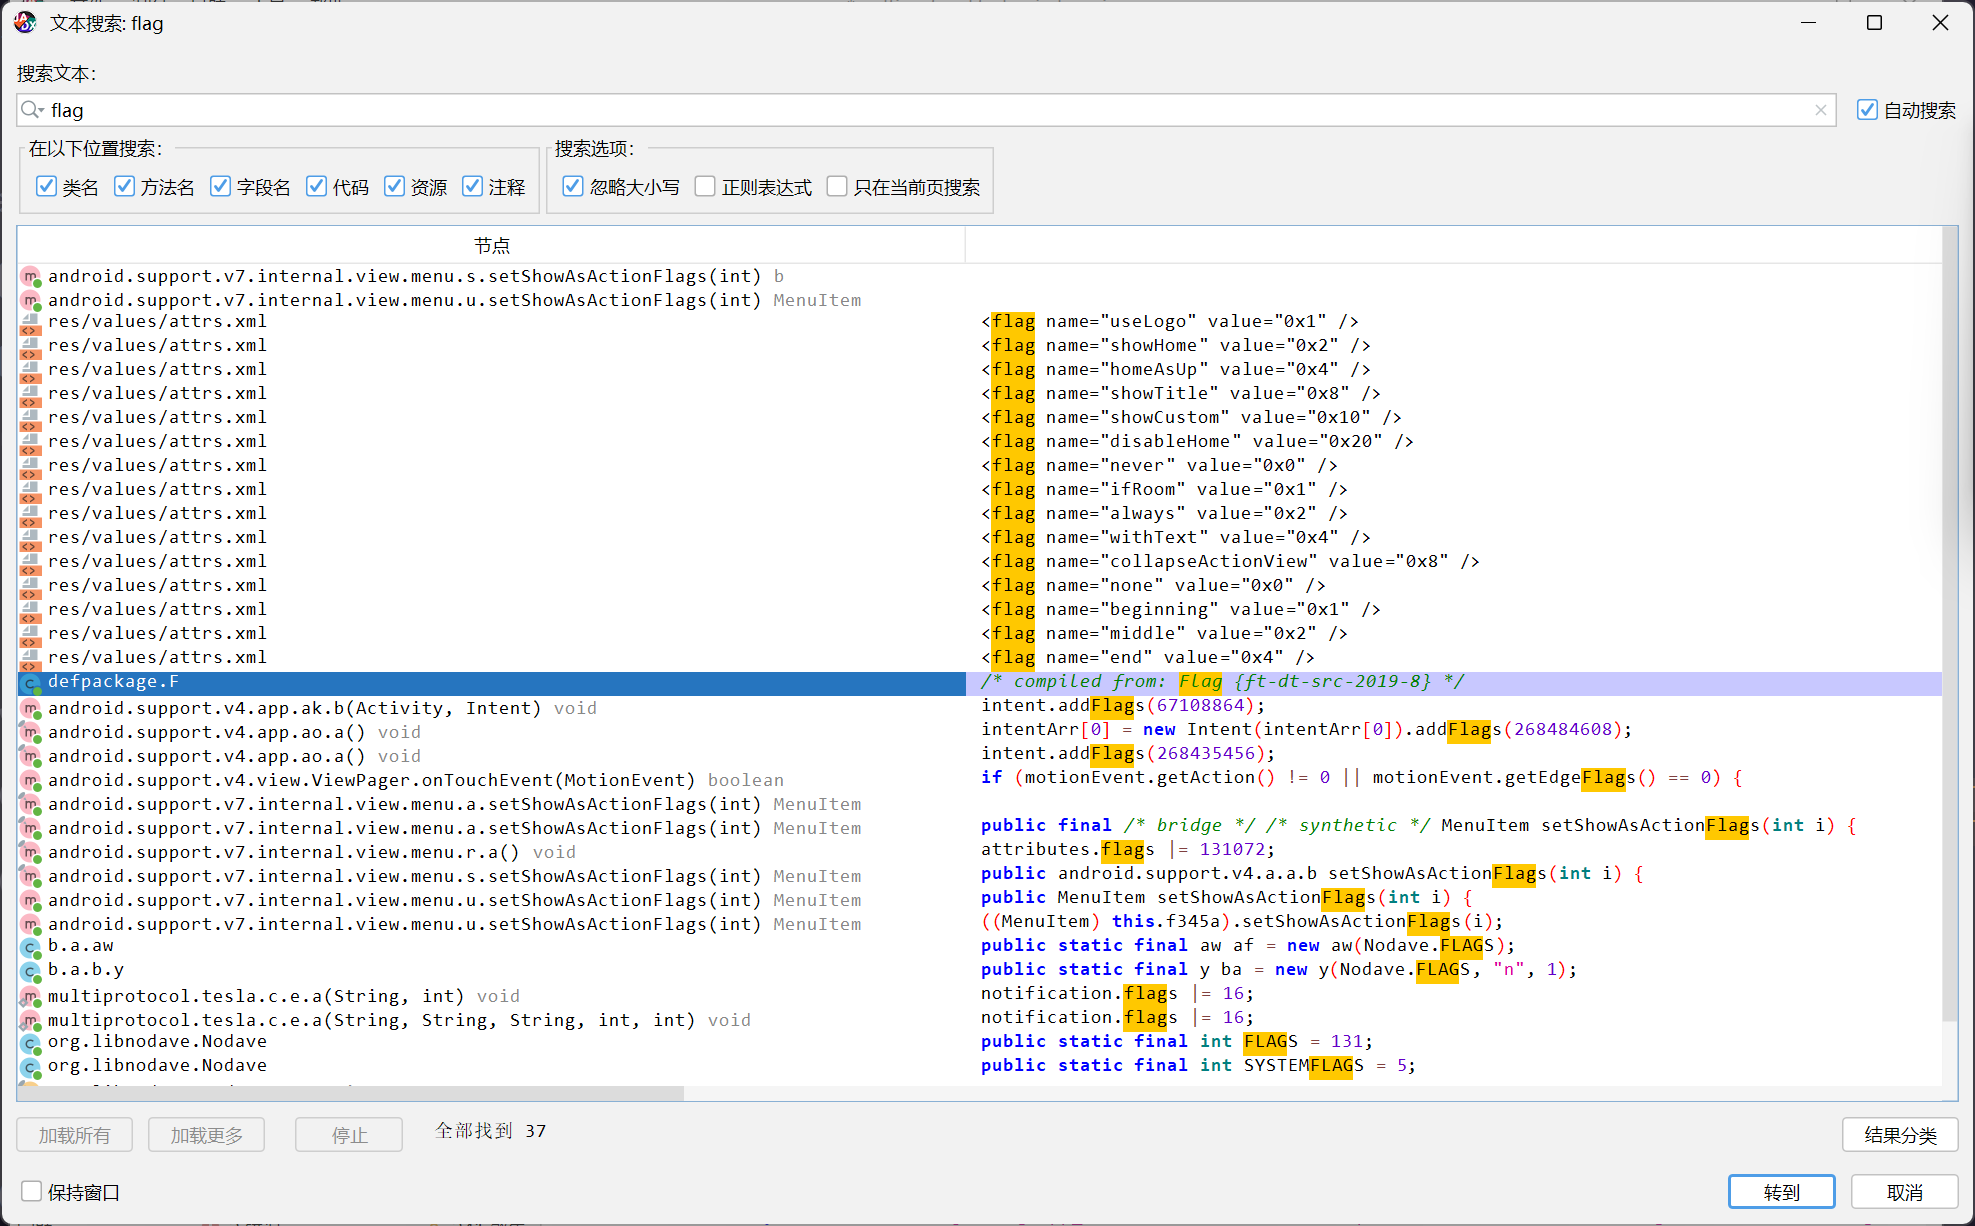 文本搜索: flag
搜索文本:
flag
自动搜索
在以下位置搜索:
类名 方法名 字段名 代码 资源 注释
搜索选项:
忽略大小写 正则表达式 只在当前页搜索
节点
android.support.v7.internal.view.menu.s.setShowAsActionFlags(int) b
android.support.v7.internal.view.menu.u.setShowAsActionFlags(int) MenuItem
res/values/attrs.xml <flag name="useLogo" value="0x1" />
res/values/attrs.xml <flag name="showHome" value="0x2" />
res/values/attrs.xml <flag name="homeAsUp" value="0x4" />
res/values/attrs.xml <flag name="showTitle" value="0x8" />
res/values/attrs.xml <flag name="showCustom" value="0x10" />
res/values/attrs.xml <flag name="disableHome" value="0x20" />
res/values/attrs.xml <flag name="never" value="0x0" />
res/values/attrs.xml <flag name="ifRoom" value="0x1" />
res/values/attrs.xml <flag name="always" value="0x2" />
res/values/attrs.xml <flag name="withText" value="0x4" />
res/values/attrs.xml <flag name="collapseActionView" value="0x8" />
res/values/attrs.xml <flag name="none" value="0x0" />
res/values/attrs.xml <flag name="beginning" value="0x1" />
res/values/attrs.xml <flag name="middle" value="0x2" />
res/values/attrs.xml <flag name="end" value="0x4" />
defpackage.F /* compiled from: Flag {ft-dt-src-2019-8} */
android.support.v4.app.ak.b(Activity, Intent) void intent.addFlags(67108864);
android.support.v4.app.ao.a() void intentArr[0] = new Intent(intentArr[0]).addFlags(268484608);
android.support.v4.app.ao.a() void intent.addFlags(268435456);
android.support.v4.view.ViewPager.onTouchEvent(MotionEvent) boolean if (motionEvent.getAction() != 0 || motionEvent.getEdgeFlags() == 0) {
android.support.v7.internal.view.menu.a.setShowAsActionFlags(int) MenuItem
android.support.v7.internal.view.menu.a.setShowAsActionFlags(int) MenuItem public final /* bridge */ /* synthetic */ MenuItem setShowAsActionFlags(int i) {
android.support.v7.internal.view.menu.r.a() void attributes.flags |= 131072;
android.support.v7.internal.view.menu.s.setShowAsActionFlags(int) MenuItem public android.support.v4.a.a.b setShowAsActionFlags(int i) {
android.support.v7.internal.view.menu.u.setShowAsActionFlags(int) MenuItem public MenuItem setShowAsActionFlags(int i) {
android.support.v7.internal.view.menu.u.setShowAsActionFlags(int) MenuItem ((MenuItem) this.f345a).setShowAsActionFlags(i);
b.a.aw public static final aw af = new aw(Nodave.FLAGS);
b.a.b.y public static final y ba = new y(Nodave.FLAGS, "n", 1);
multiprotocol.tesla.c.e.a(String, int) void notification.flags |= 16;
multiprotocol.tesla.c.e.a(String, String, String, int, int) void notification.flags |= 16;
org.libnodave.Nodave public static final int FLAGS = 131;
org.libnodave.Nodave public static final int SYSTEMFLAGS = 5;
加载所有 加载更多 停止 全部找到 37 结果分类
保持窗口 转到 取消